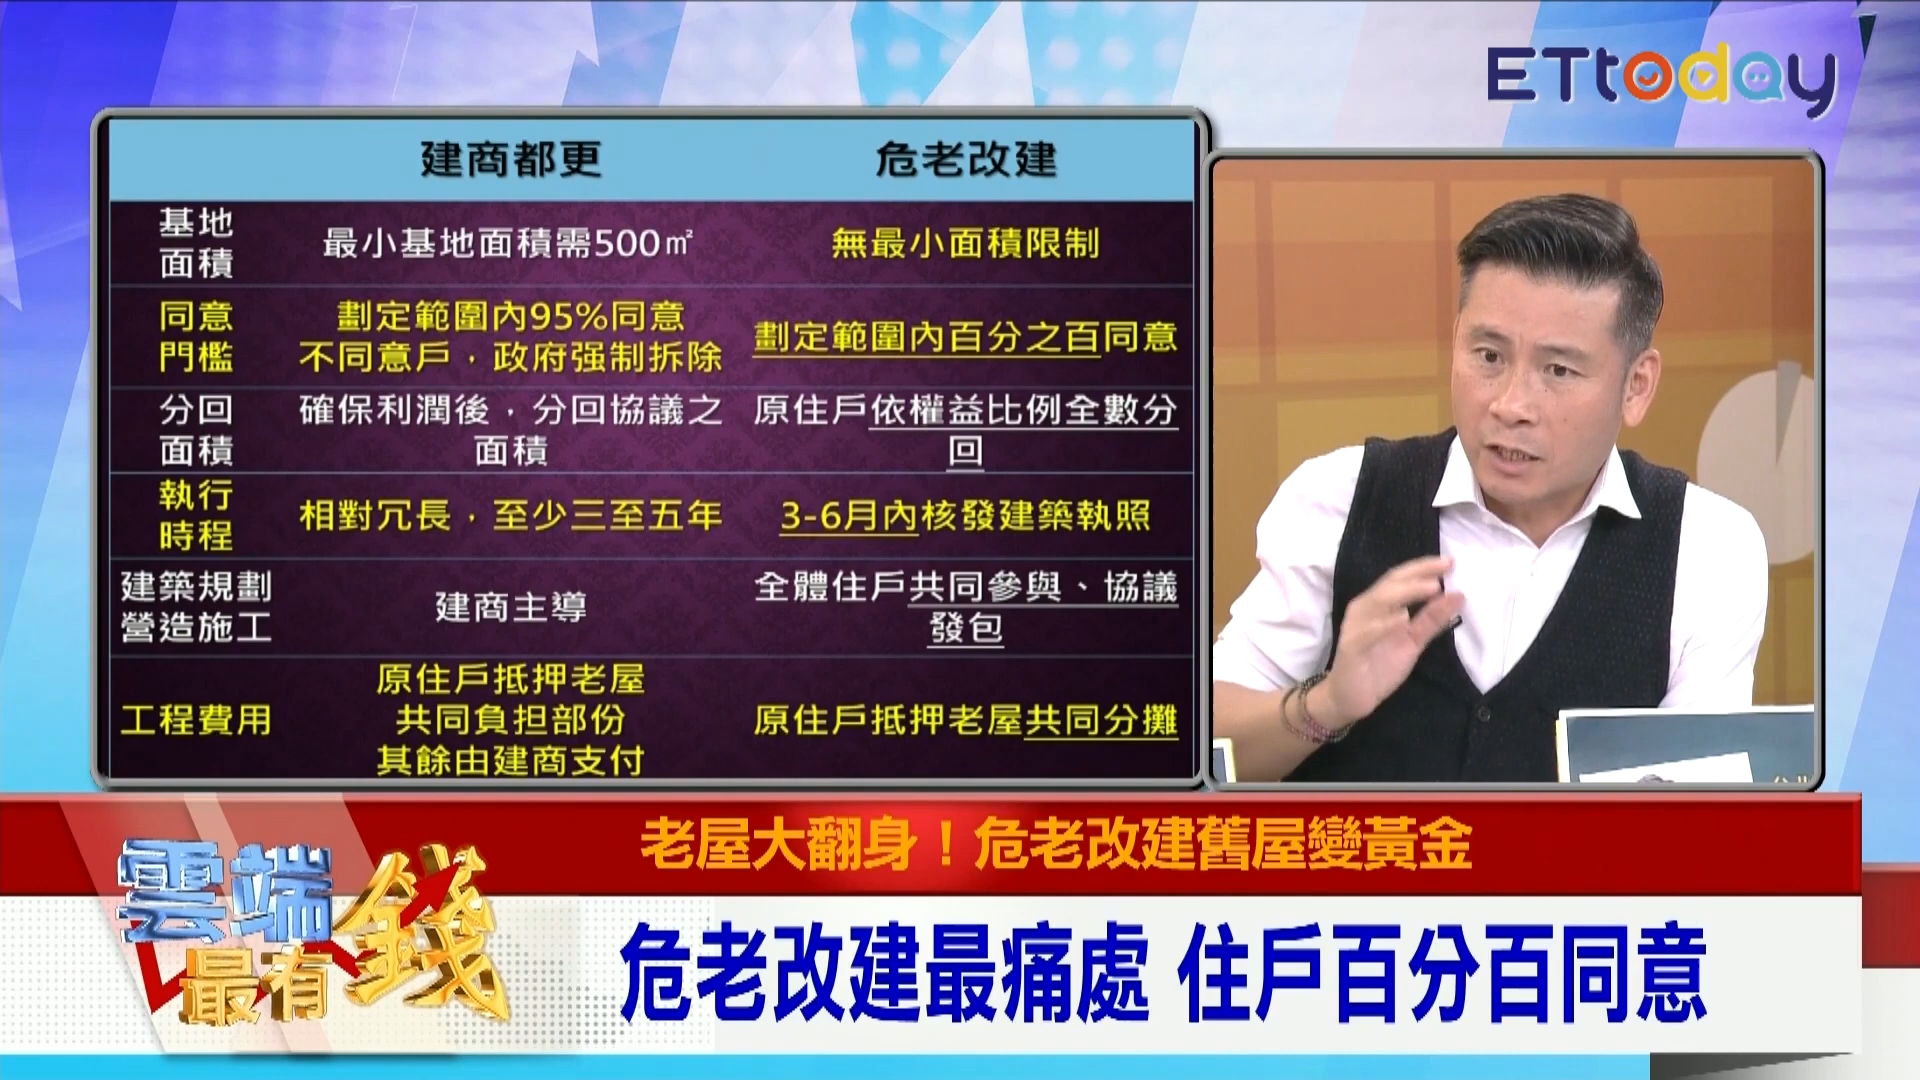 ETtoday
建商都更
危老改建
基地
面積
最小基地面積需500㎡
無最小面積限制
同意
門檻
劃定範圍內95%同意
不同意戶，政府强制拆除
劃定範圍內百分之百同意
分回
面積
確保利潤後，分回協議之
面積
原住戶依權益比例全數分
回
執行
時程
相對冗長，至少三至五年
3-6月內核發建築執照
建築規劃
營造施工
建商主導
全體住戶共同參與、協議
發包
工程費用
原住戶抵押老屋
共同負担部份
其餘由建商支付
原住戶抵押老屋共同分攤
老屋大翻身！危老改建舊屋變黃金
雲端
最有錢
危老改建最痛處 住戶百分百同意